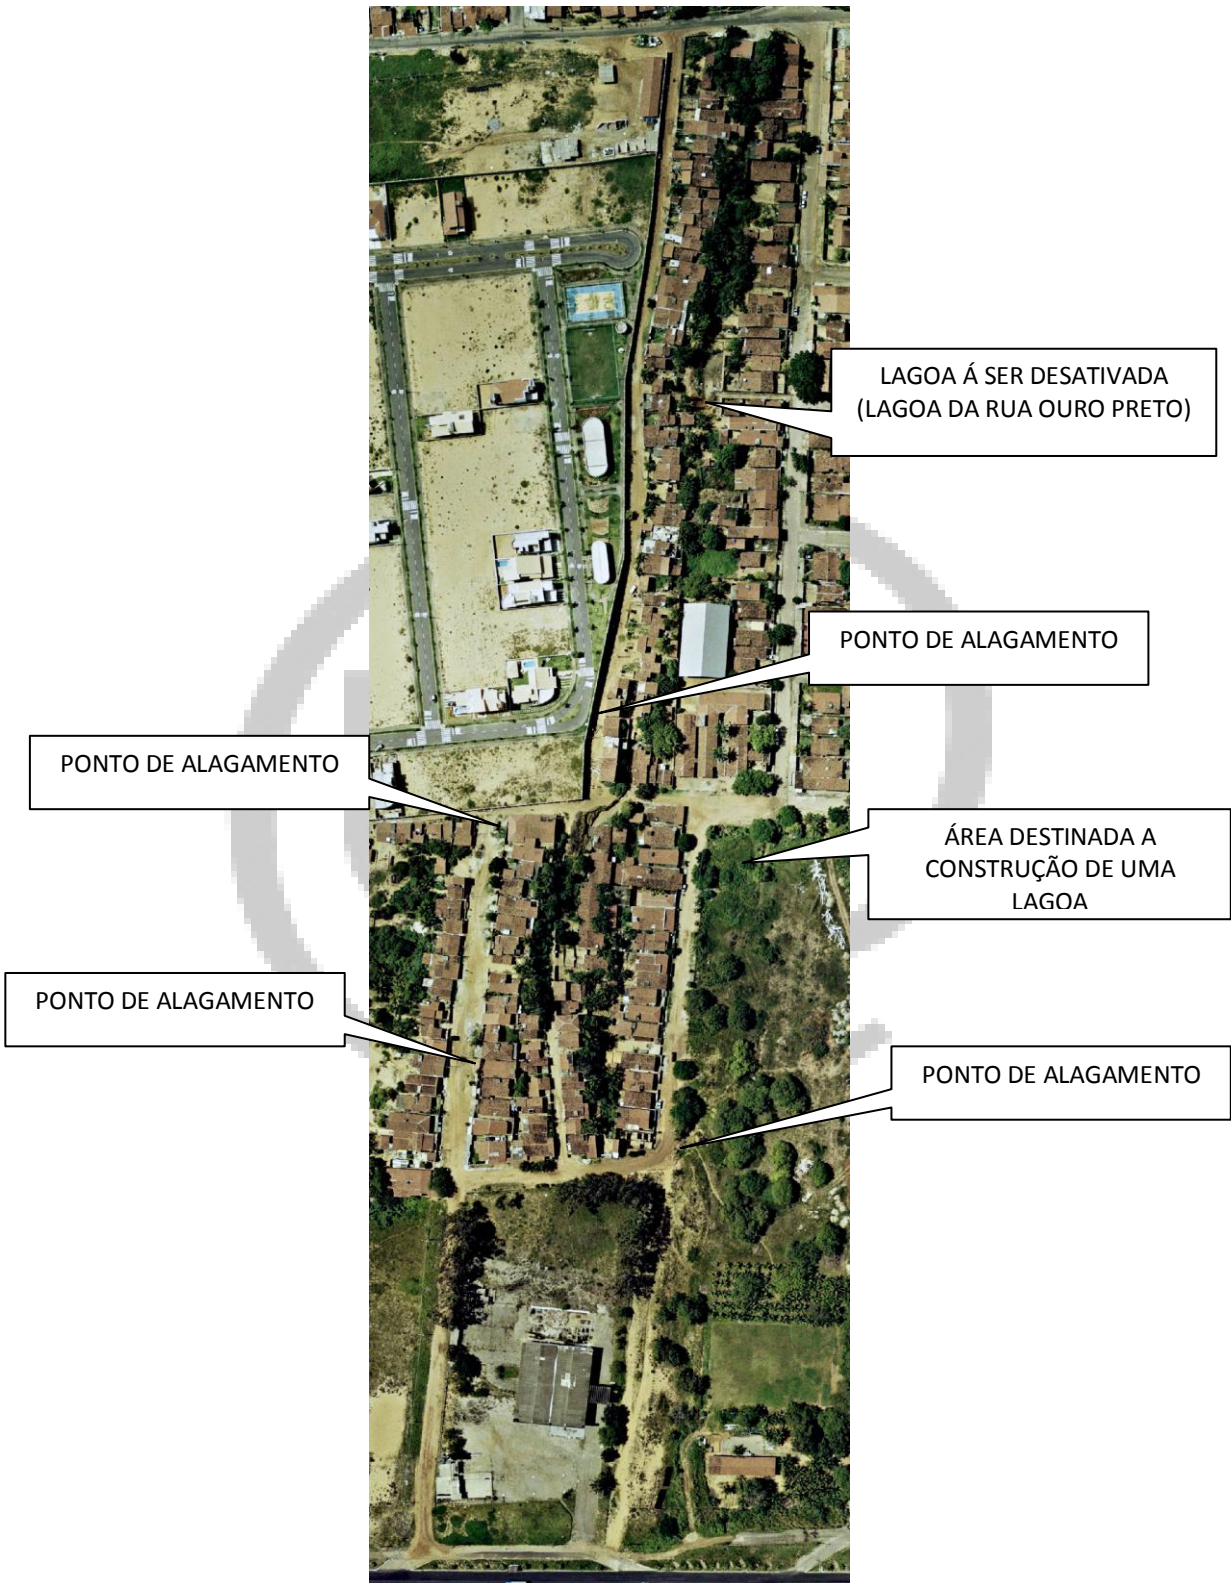 LAGOA Á SER DESATIVADA
(LAGOA DA RUA OURO PRETO)
PONTO DE ALAGAMENTO
PONTO DE ALAGAMENTO
ÁREA DESTINADA A
CONSTRUÇÃO DE UMA
LAGOA
PONTO DE ALAGAMENTO
PONTO DE ALAGAMENTO